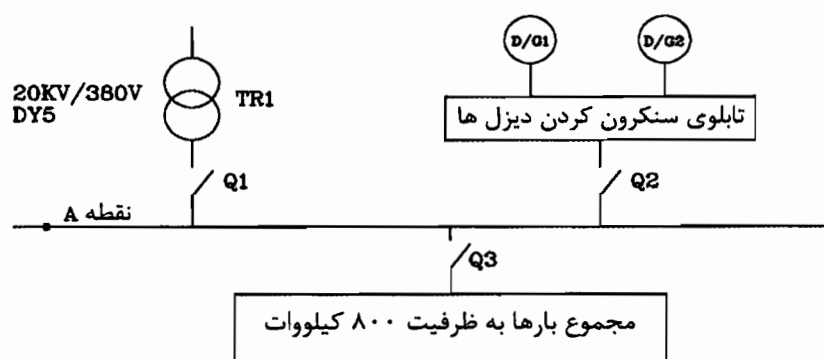 D/G1
D/G2
20KV/380V
DY5
TR1
تابلوی سنکرون کردن دیزل ها
Q1
Q2
نقطه A
Q3
مجموع بارها به ظرفیت ۸۰۰ کیلووات